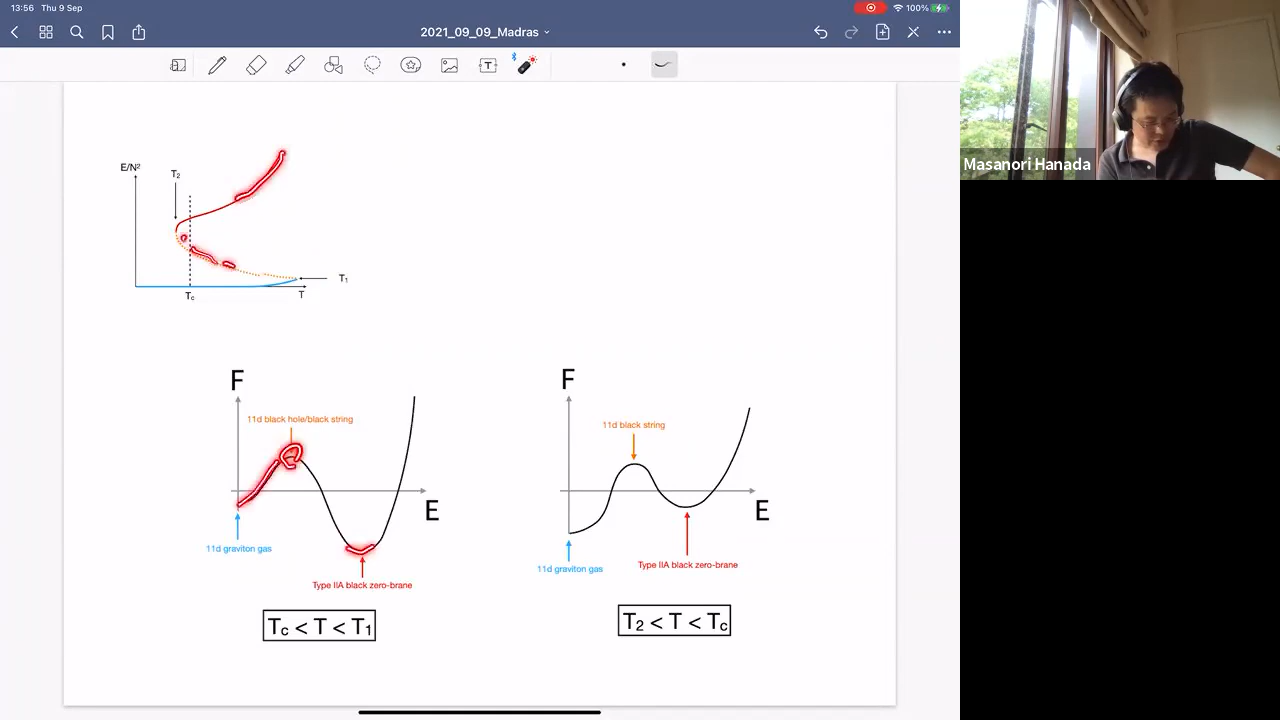 13:56 Thu 9 Sep
100%
2021_09_09_Madras
T
Masanori Hanada
E/N²
T₂
T₁
T꜀
T
F
11d black hole/black string
E
11d graviton gas
Type IIA black zero-brane
T꜀ < T < T₁
F
11d black string
E
11d graviton gas
Type IIA black zero-brane
T₂ < T < T꜀